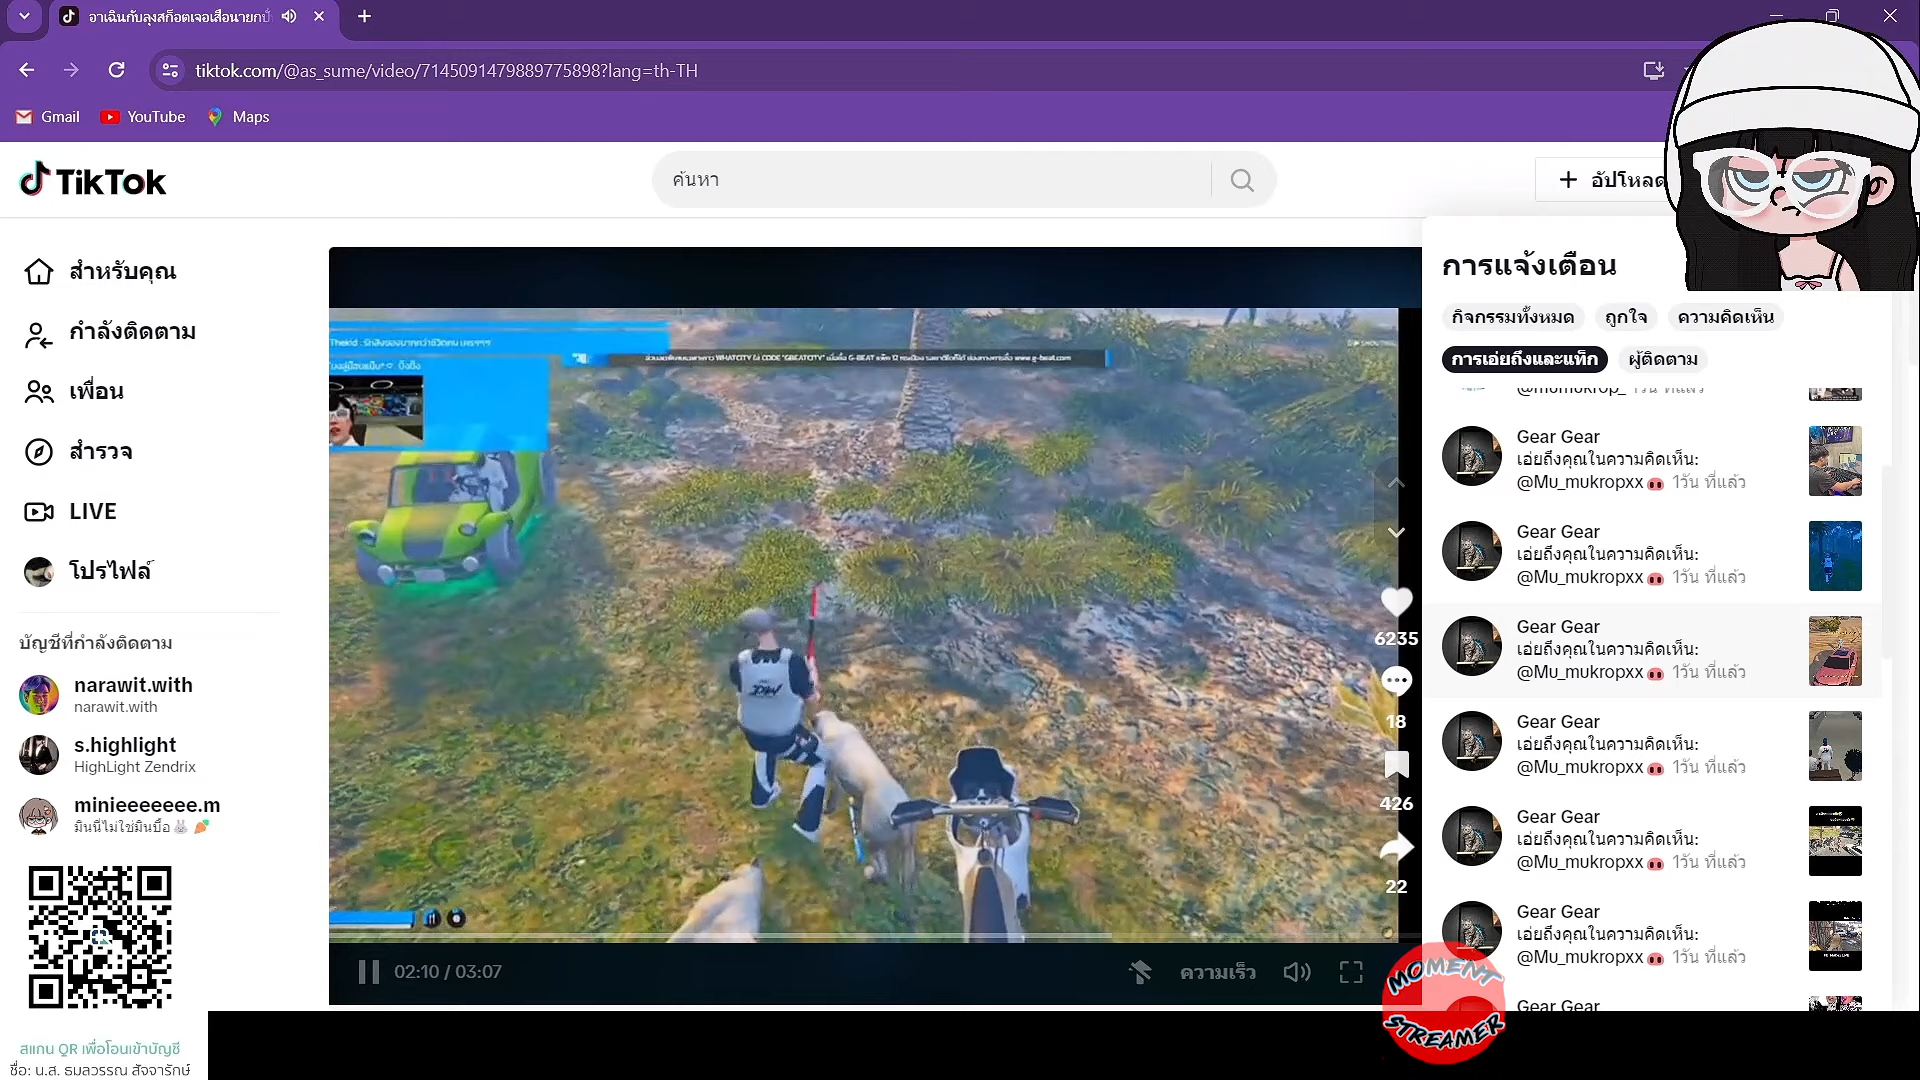 อาเฉินกับลุงสก็อตเจอเสือนายกปั่
tiktok.com/@as_sume/video/7145091479889775898?lang=th-TH
Gmail
YouTube
Maps
TikTok
ค้นหา
อัปโหลด
สำหรับคุณ
กำลังติดตาม
เพื่อน
สำรวจ
LIVE
โปรไฟล์
บัญชีที่กำลังติดตาม
narawit.with
narawit.with
s.highlight
HighLight Zendrix
minieeeeeee.m
มินนี่ไม่ใช่มินบื้อ🐰 🥕
สแกน QR เพื่อโอนเข้าบัญชี
ชื่อ: น.ส. ธมลวรรณ สัจจารักษ์
6235
18
426
22
02:10 / 03:07
ความเร็ว
การแจ้งเตือน
กิจกรรมทั้งหมด
ถูกใจ
ความคิดเห็น
การเอ่ยถึงและแท็ก
ผู้ติดตาม
@mumukrop_ 1วัน ที่แล้ว
Gear Gear
เอ่ยถึงคุณในความคิดเห็น:
@Mu_mukropxx🐽 1วัน ที่แล้ว
Gear Gear
เอ่ยถึงคุณในความคิดเห็น:
@Mu_mukropxx🐽 1วัน ที่แล้ว
Gear Gear
เอ่ยถึงคุณในความคิดเห็น:
@Mu_mukropxx🐽 1วัน ที่แล้ว
Gear Gear
เอ่ยถึงคุณในความคิดเห็น:
@Mu_mukropxx🐽 1วัน ที่แล้ว
Gear Gear
เอ่ยถึงคุณในความคิดเห็น:
@Mu_mukropxx🐽 1วัน ที่แล้ว
Gear Gear
เอ่ยถึงคุณในความคิดเห็น:
@Mu_mukropxx🐽 1วัน ที่แล้ว
Gear Gear
MOMENT
STREAMER